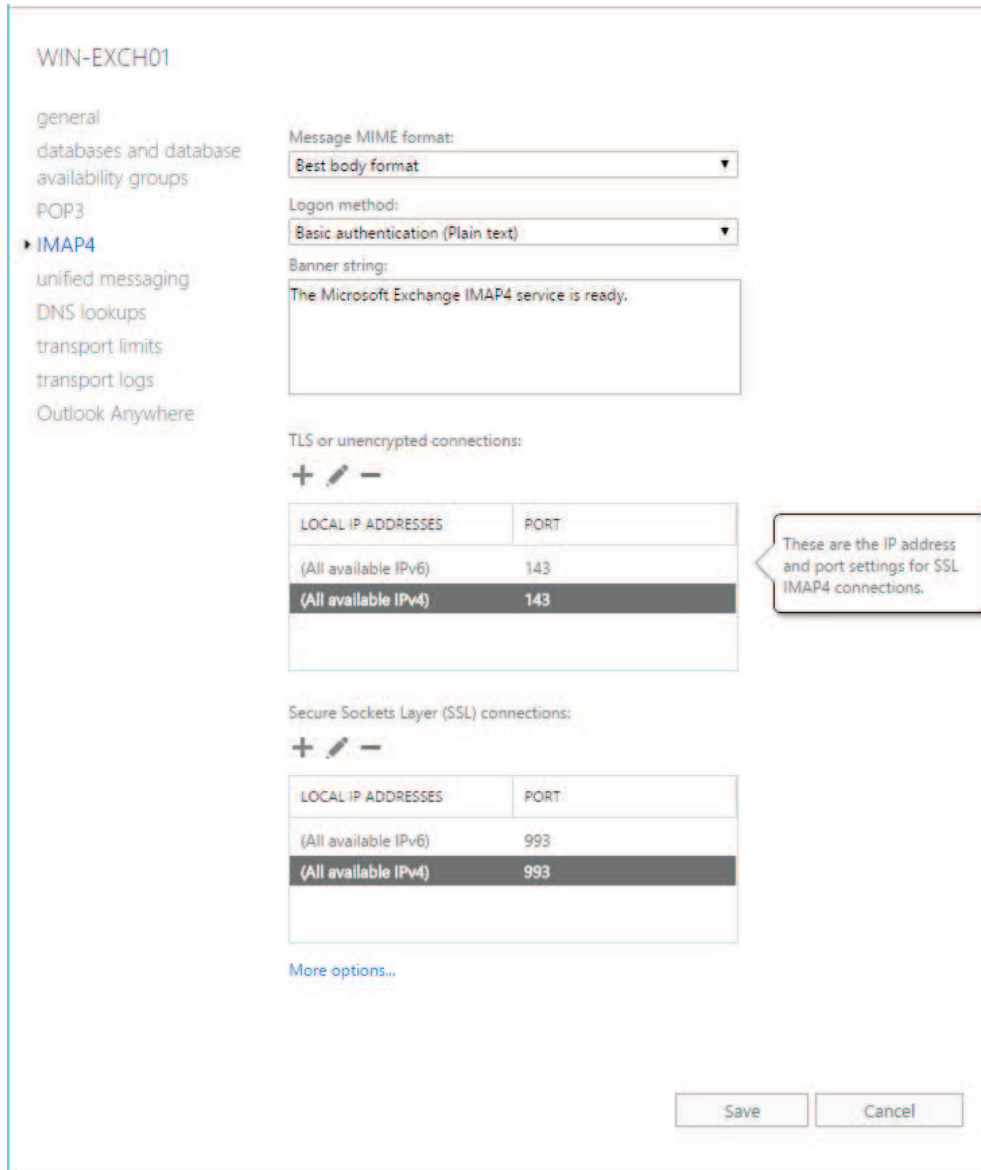 WIN-EXCH01
general
databases and database
availability groups
POP3
IMAP4
unified messaging
DNS lookups
transport limits
transport logs
Outlook Anywhere
Message MIME format:
Best body format
Logon method:
Basic authentication (Plain text)
Banner string:
The Microsoft Exchange IMAP4 service is ready.
TLS or unencrypted connections:
LOCAL IP ADDRESSES PORT
(All available IPv6) 143
(All available IPv4) 143
These are the IP address
and port settings for SSL
IMAP4 connections.
Secure Sockets Layer (SSL) connections:
LOCAL IP ADDRESSES PORT
(All available IPv6) 993
(All available IPv4) 993
More options...
Save Cancel